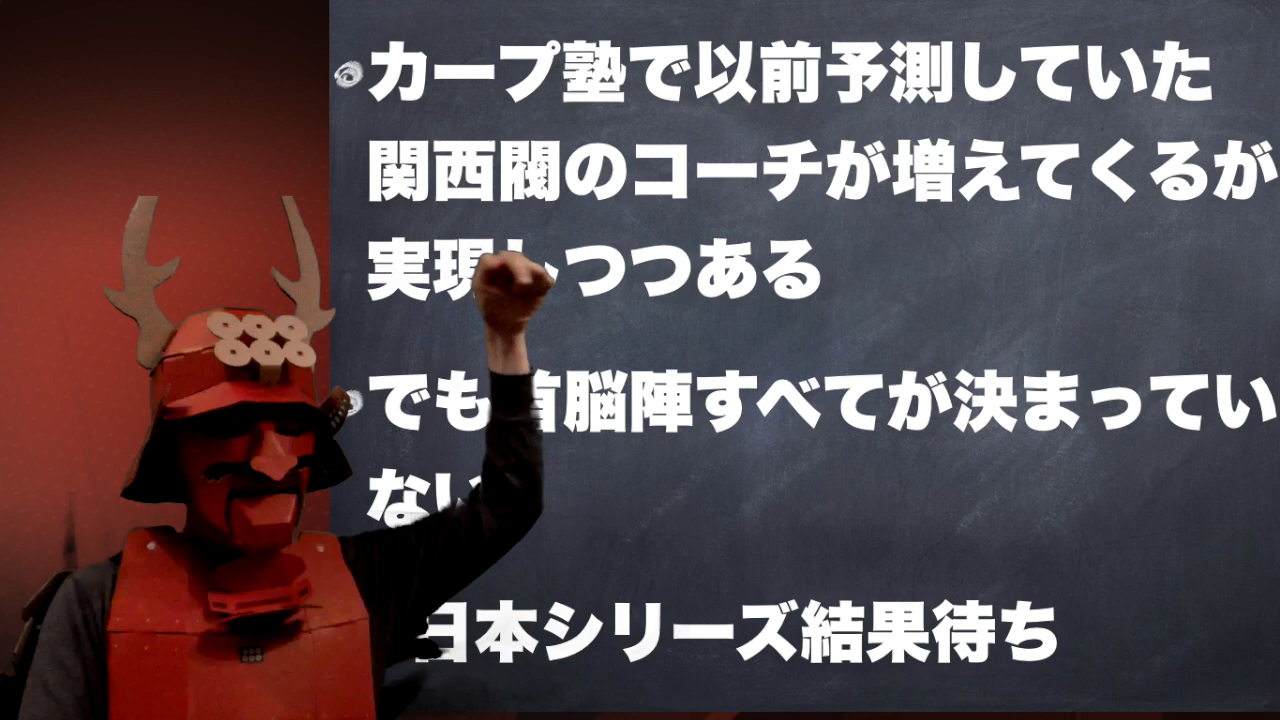 カープ塾で以前予測していた
関西閥のコーチが増えてくるが
実現しつつある
でも首脳陣すべてが決まってい
ない
日本シリーズ結果待ち